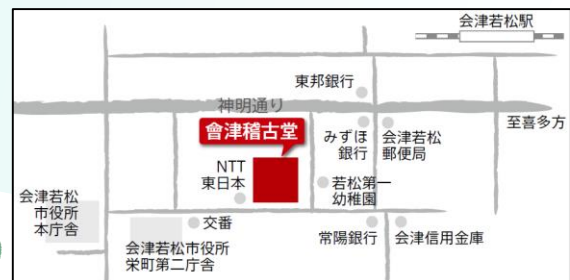 会津若松駅
東邦銀行
神明通り
至喜多方
會津稽古堂
みずほ
銀行
会津若松
郵便局
NTT
東日本
若松第一
幼稚園
会津若松
市役所
本庁舎
交番
常陽銀行
会津信用金庫
会津若松市役所
栄町第二庁舎